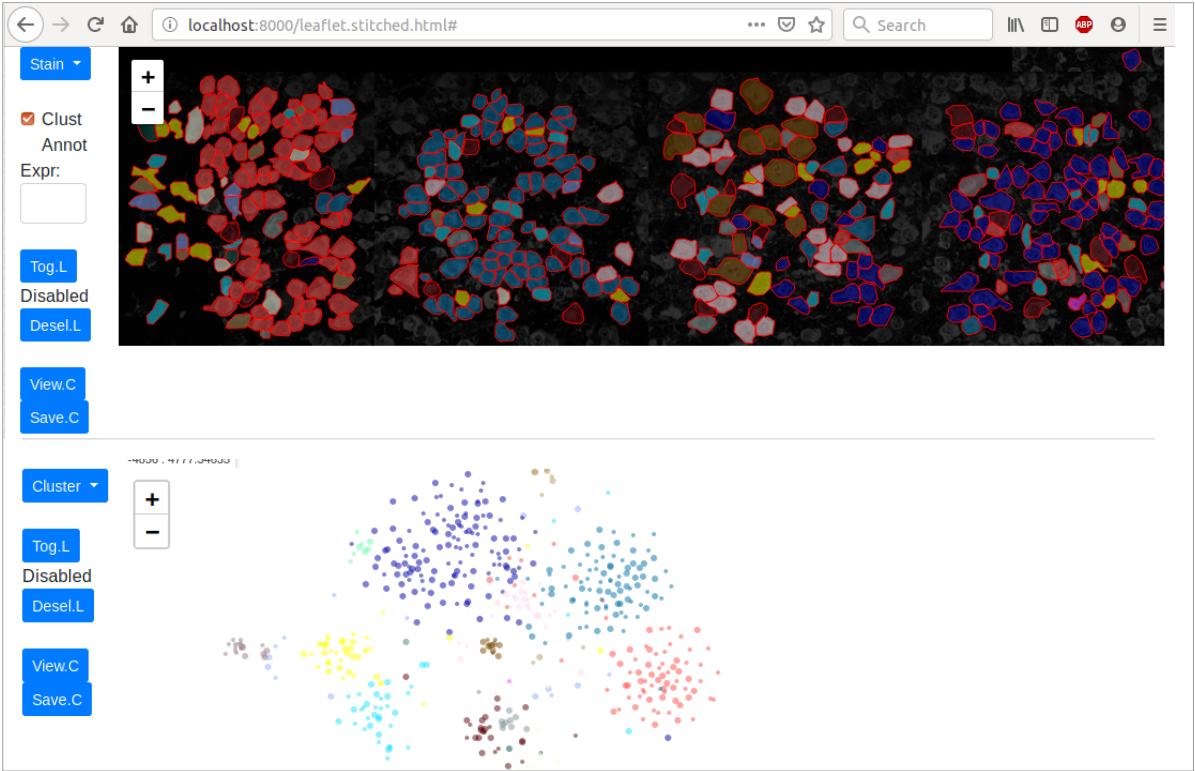 localhost:8000/leaflet.stitched.html#
Search
ABP
Stain
+
−
Clust
Annot
Expr:
Tog.L
Disabled
Desel.L
View.C
Save.C
Cluster
+
−
Tog.L
Disabled
Desel.L
View.C
Save.C